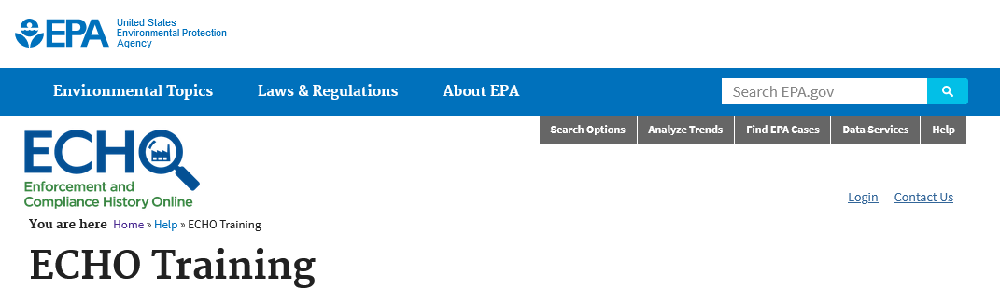 EPA
United States
Environmental Protection
Agency
Environmental Topics Laws & Regulations About EPA Search EPA.gov
Search Options Analyze Trends Find EPA Cases Data Services Help
ECHO
Enforcement and
Compliance History Online
Login Contact Us
You are here Home » Help » ECHO Training
ECHO Training